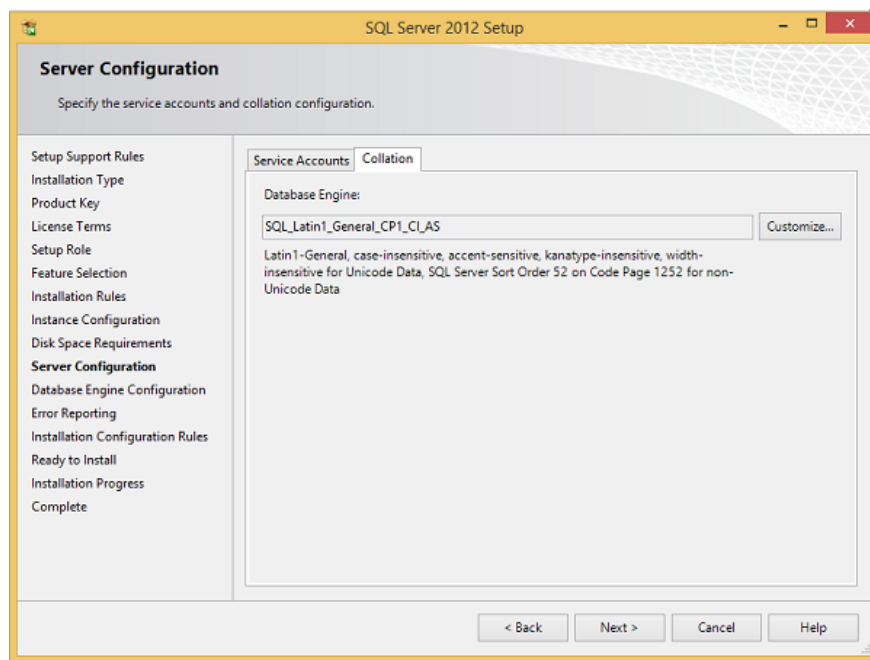 SQL Server 2012 Setup
Server Configuration
Specify the service accounts and collation configuration.
Setup Support Rules
Installation Type
Product Key
License Terms
Setup Role
Feature Selection
Installation Rules
Instance Configuration
Disk Space Requirements
Server Configuration
Database Engine Configuration
Error Reporting
Installation Configuration Rules
Ready to Install
Installation Progress
Complete
Service Accounts
Collation
Database Engine:
SQL_Latin1_General_CP1_CI_AS
Customize...
Latin1-General, case-insensitive, accent-sensitive, kanatype-insensitive, width-
insensitive for Unicode Data, SQL Server Sort Order 52 on Code Page 1252 for non-
Unicode Data
< Back
Next >
Cancel
Help